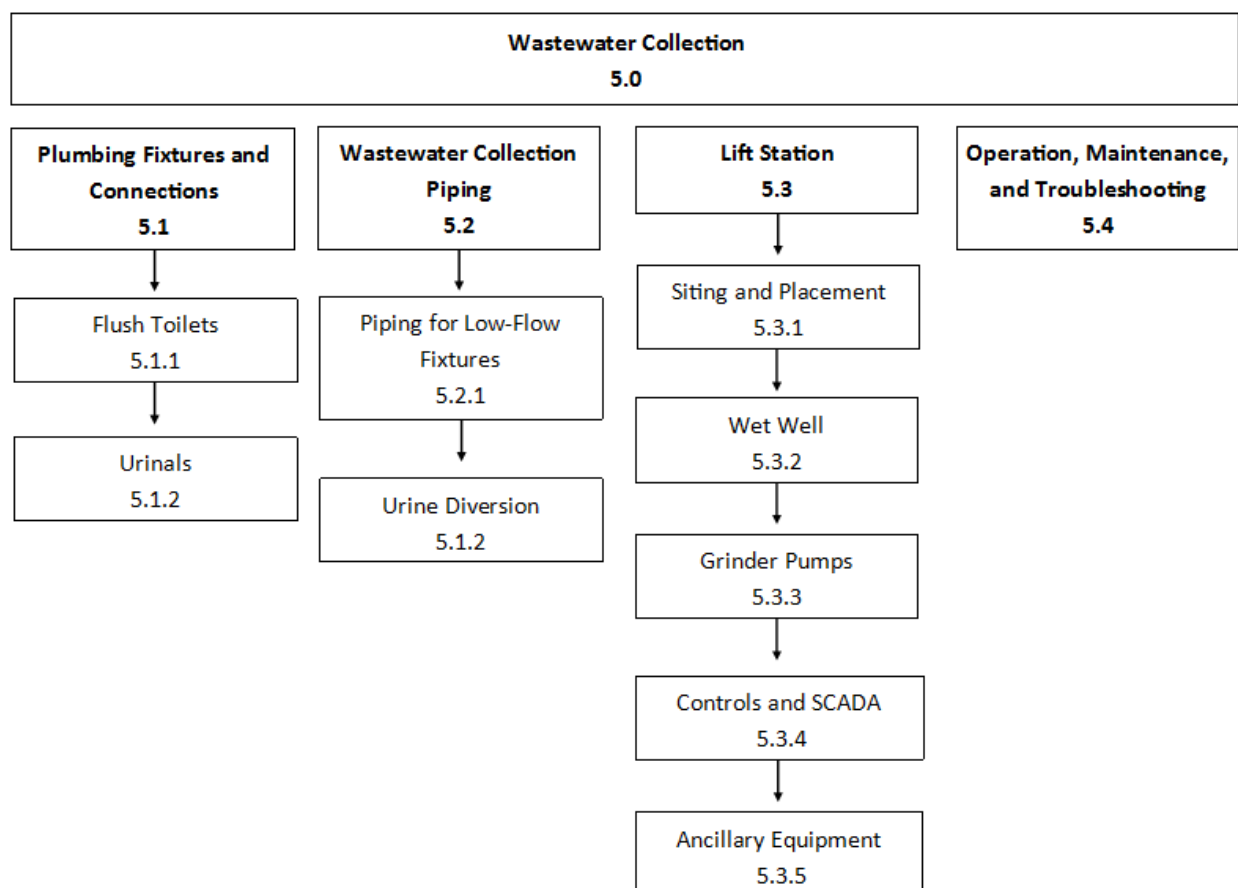 Wastewater Collection
5.0
Plumbing Fixtures and
Connections
5.1
Flush Toilets
5.1.1
Urinals
5.1.2
Wastewater Collection
Piping
5.2
Piping for Low-Flow
Fixtures
5.2.1
Urine Diversion
5.1.2
Lift Station
5.3
Siting and Placement
5.3.1
Wet Well
5.3.2
Grinder Pumps
5.3.3
Controls and SCADA
5.3.4
Ancillary Equipment
5.3.5
Operation, Maintenance,
and Troubleshooting
5.4